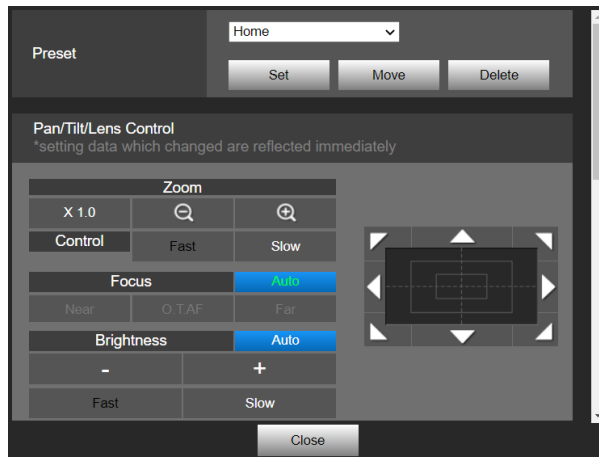 Home
Preset
Set Move Delete
Pan/Tilt/Lens Control
*setting data which changed are reflected immediately
Zoom
X 1.0
Control Fast Slow
Focus Auto
Near O.T.AF Far
Brightness Auto
- +
Fast Slow
Close